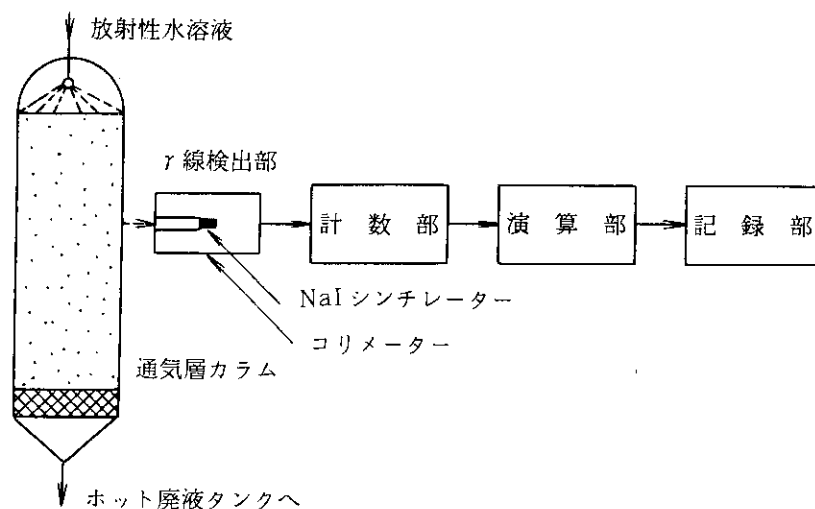 放射性水溶液
γ線検出部
計数部
演算部
記録部
NaIシンチレーター
コリメーター
通気層カラム
ホット廃液タンクへ